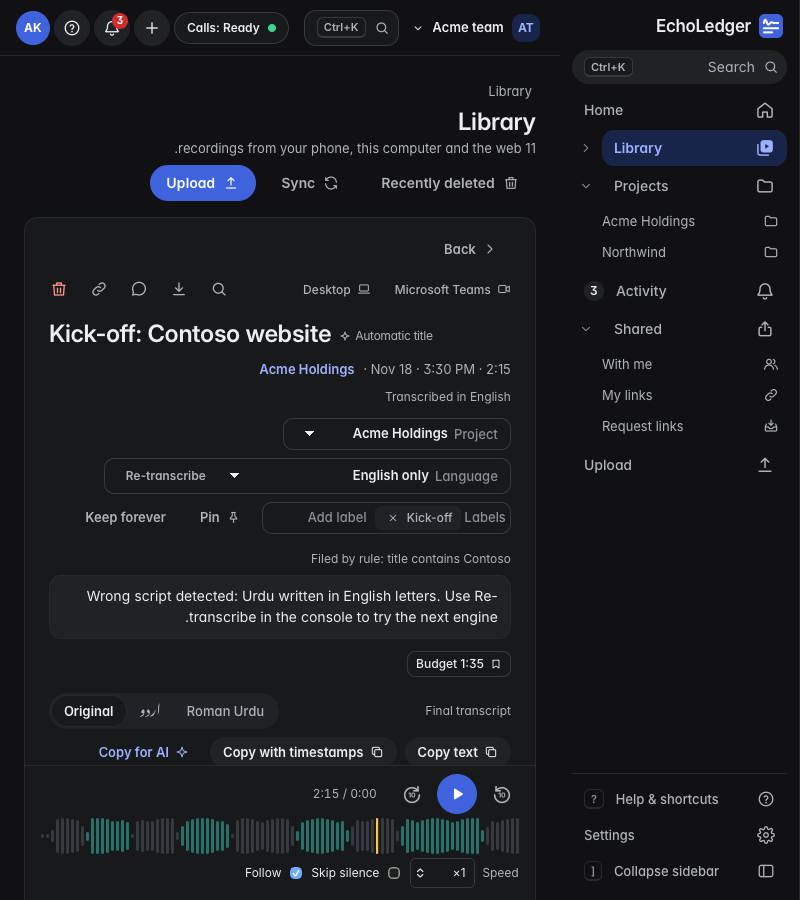 EchoLedger
Search Ctrl+K
Home
Library
Projects
Acme Holdings
Northwind
Activity 3
Shared
With me
My links
Request links
Upload
Help & shortcuts ?
Settings
Collapse sidebar ]
AT Acme team Ctrl+K Calls: Ready 3 AK
Library
Library
11 recordings from your phone, this computer and the web.
Recently deleted Sync Upload
Back
Microsoft Teams Desktop
Kick-off: Contoso website Automatic title
Acme Holdings · Nov 18 · 3:30 PM · 2:15
Transcribed in English
Project Acme Holdings
Language English only Re-transcribe
Labels Kick-off × Add label Pin Keep forever
Filed by rule: title contains Contoso
Wrong script detected: Urdu written in English letters. Use Re-
transcribe in the console to try the next engine.
Budget 1:35
Final transcript Original اردو Roman Urdu
Copy text Copy with timestamps Copy for AI
10 10 2:15 / 0:00
Speed ×1 Skip silence Follow